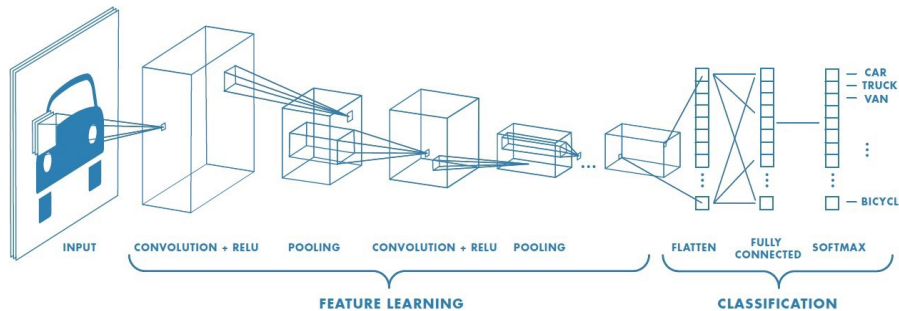 CAR
TRUCK
VAN
BICYCL
INPUT
CONVOLUTION + RELU
POOLING
CONVOLUTION + RELU
POOLING
FLATTEN
FULLY
CONNECTED
SOFTMAX
FEATURE LEARNING
CLASSIFICATION